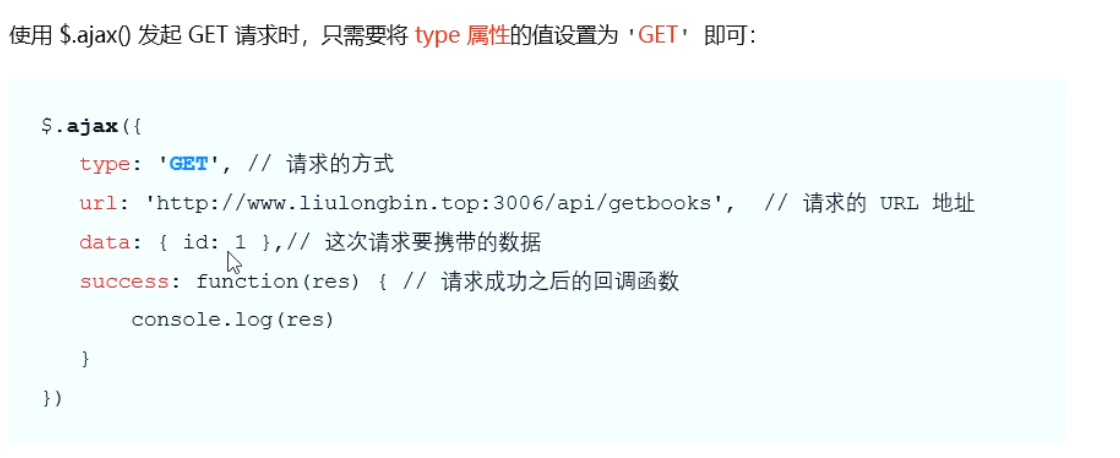 使用 $.ajax() 发起 GET 请求时，只需要将 type 属性的值设置为 'GET' 即可：
$.ajax({
type: 'GET', // 请求的方式
url: 'http://www.liulongbin.top:3006/api/getbooks', // 请求的 URL 地址
data: { id: 1 },// 这次请求要携带的数据
success: function(res) { // 请求成功之后的回调函数
console.log(res)
}
})